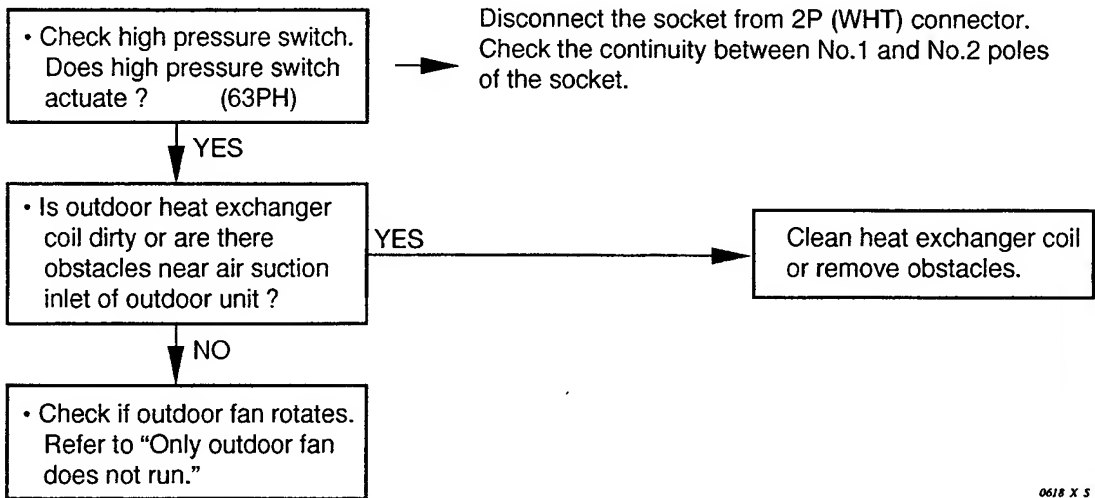 • Check high pressure switch.
Does high pressure switch
actuate ? (63PH)
Disconnect the socket from 2P (WHT) connector.
Check the continuity between No.1 and No.2 poles
of the socket.
YES
• Is outdoor heat exchanger
coil dirty or are there
obstacles near air suction
inlet of outdoor unit ?
YES
Clean heat exchanger coil
or remove obstacles.
NO
• Check if outdoor fan rotates.
Refer to “Only outdoor fan
does not run.”
0618 X S